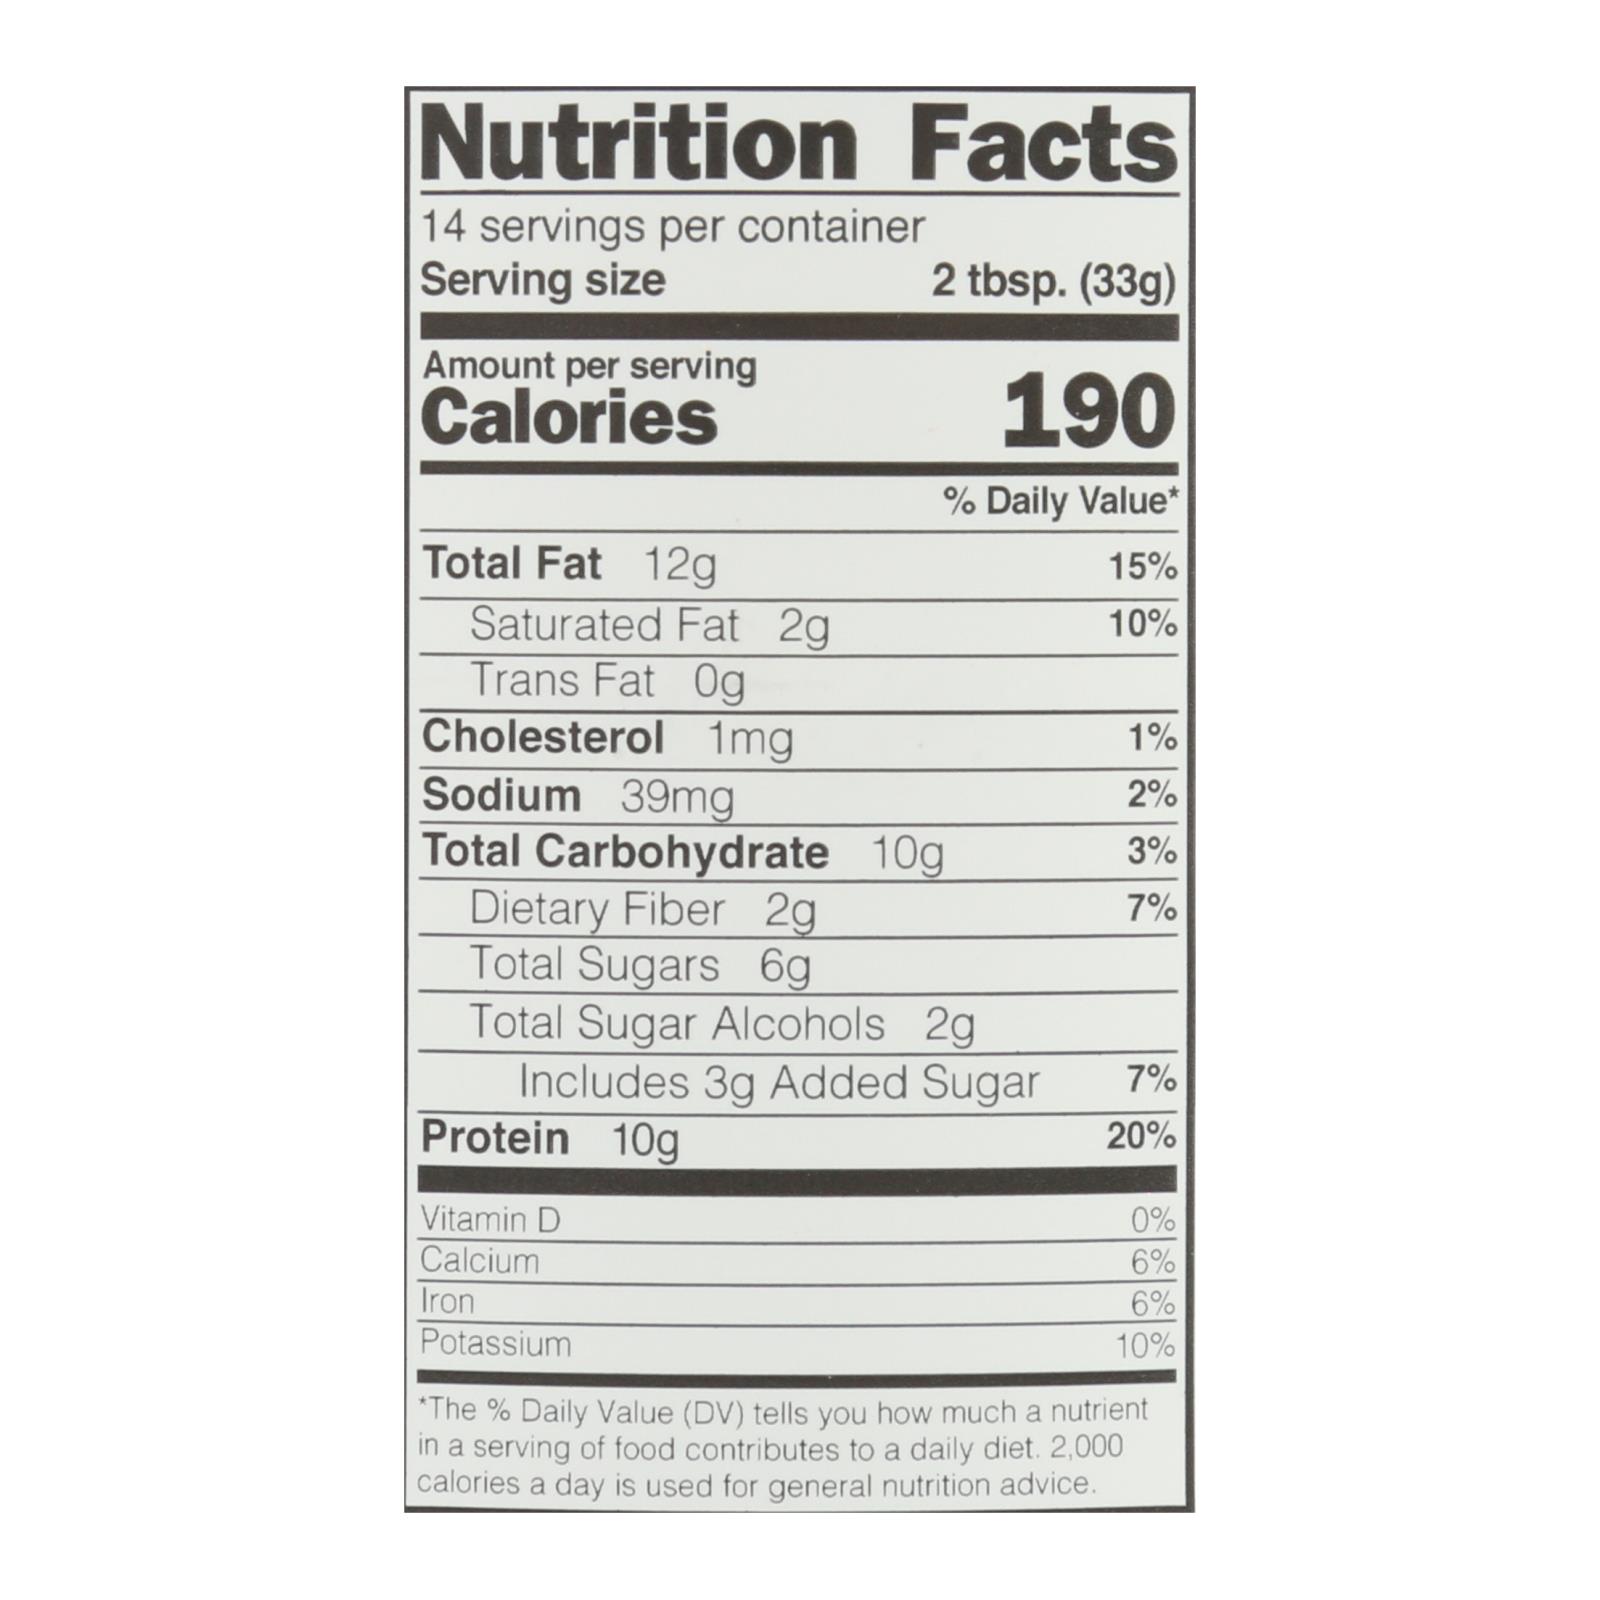 Nutrition Facts
14 servings per container
Serving size 2 tbsp. (33g)
Amount per serving
Calories 190
% Daily Value*
Total Fat 12g 15%
Saturated Fat 2g 10%
Trans Fat 0g
Cholesterol 1mg 1%
Sodium 39mg 2%
Total Carbohydrate 10g 3%
Dietary Fiber 2g 7%
Total Sugars 6g
Total Sugar Alcohols 2g
Includes 3g Added Sugar 7%
Protein 10g 20%
Vitamin D 0%
Calcium 6%
Iron 6%
Potassium 10%
*The % Daily Value (DV) tells you how much a nutrient
in a serving of food contributes to a daily diet. 2,000
calories a day is used for general nutrition advice.